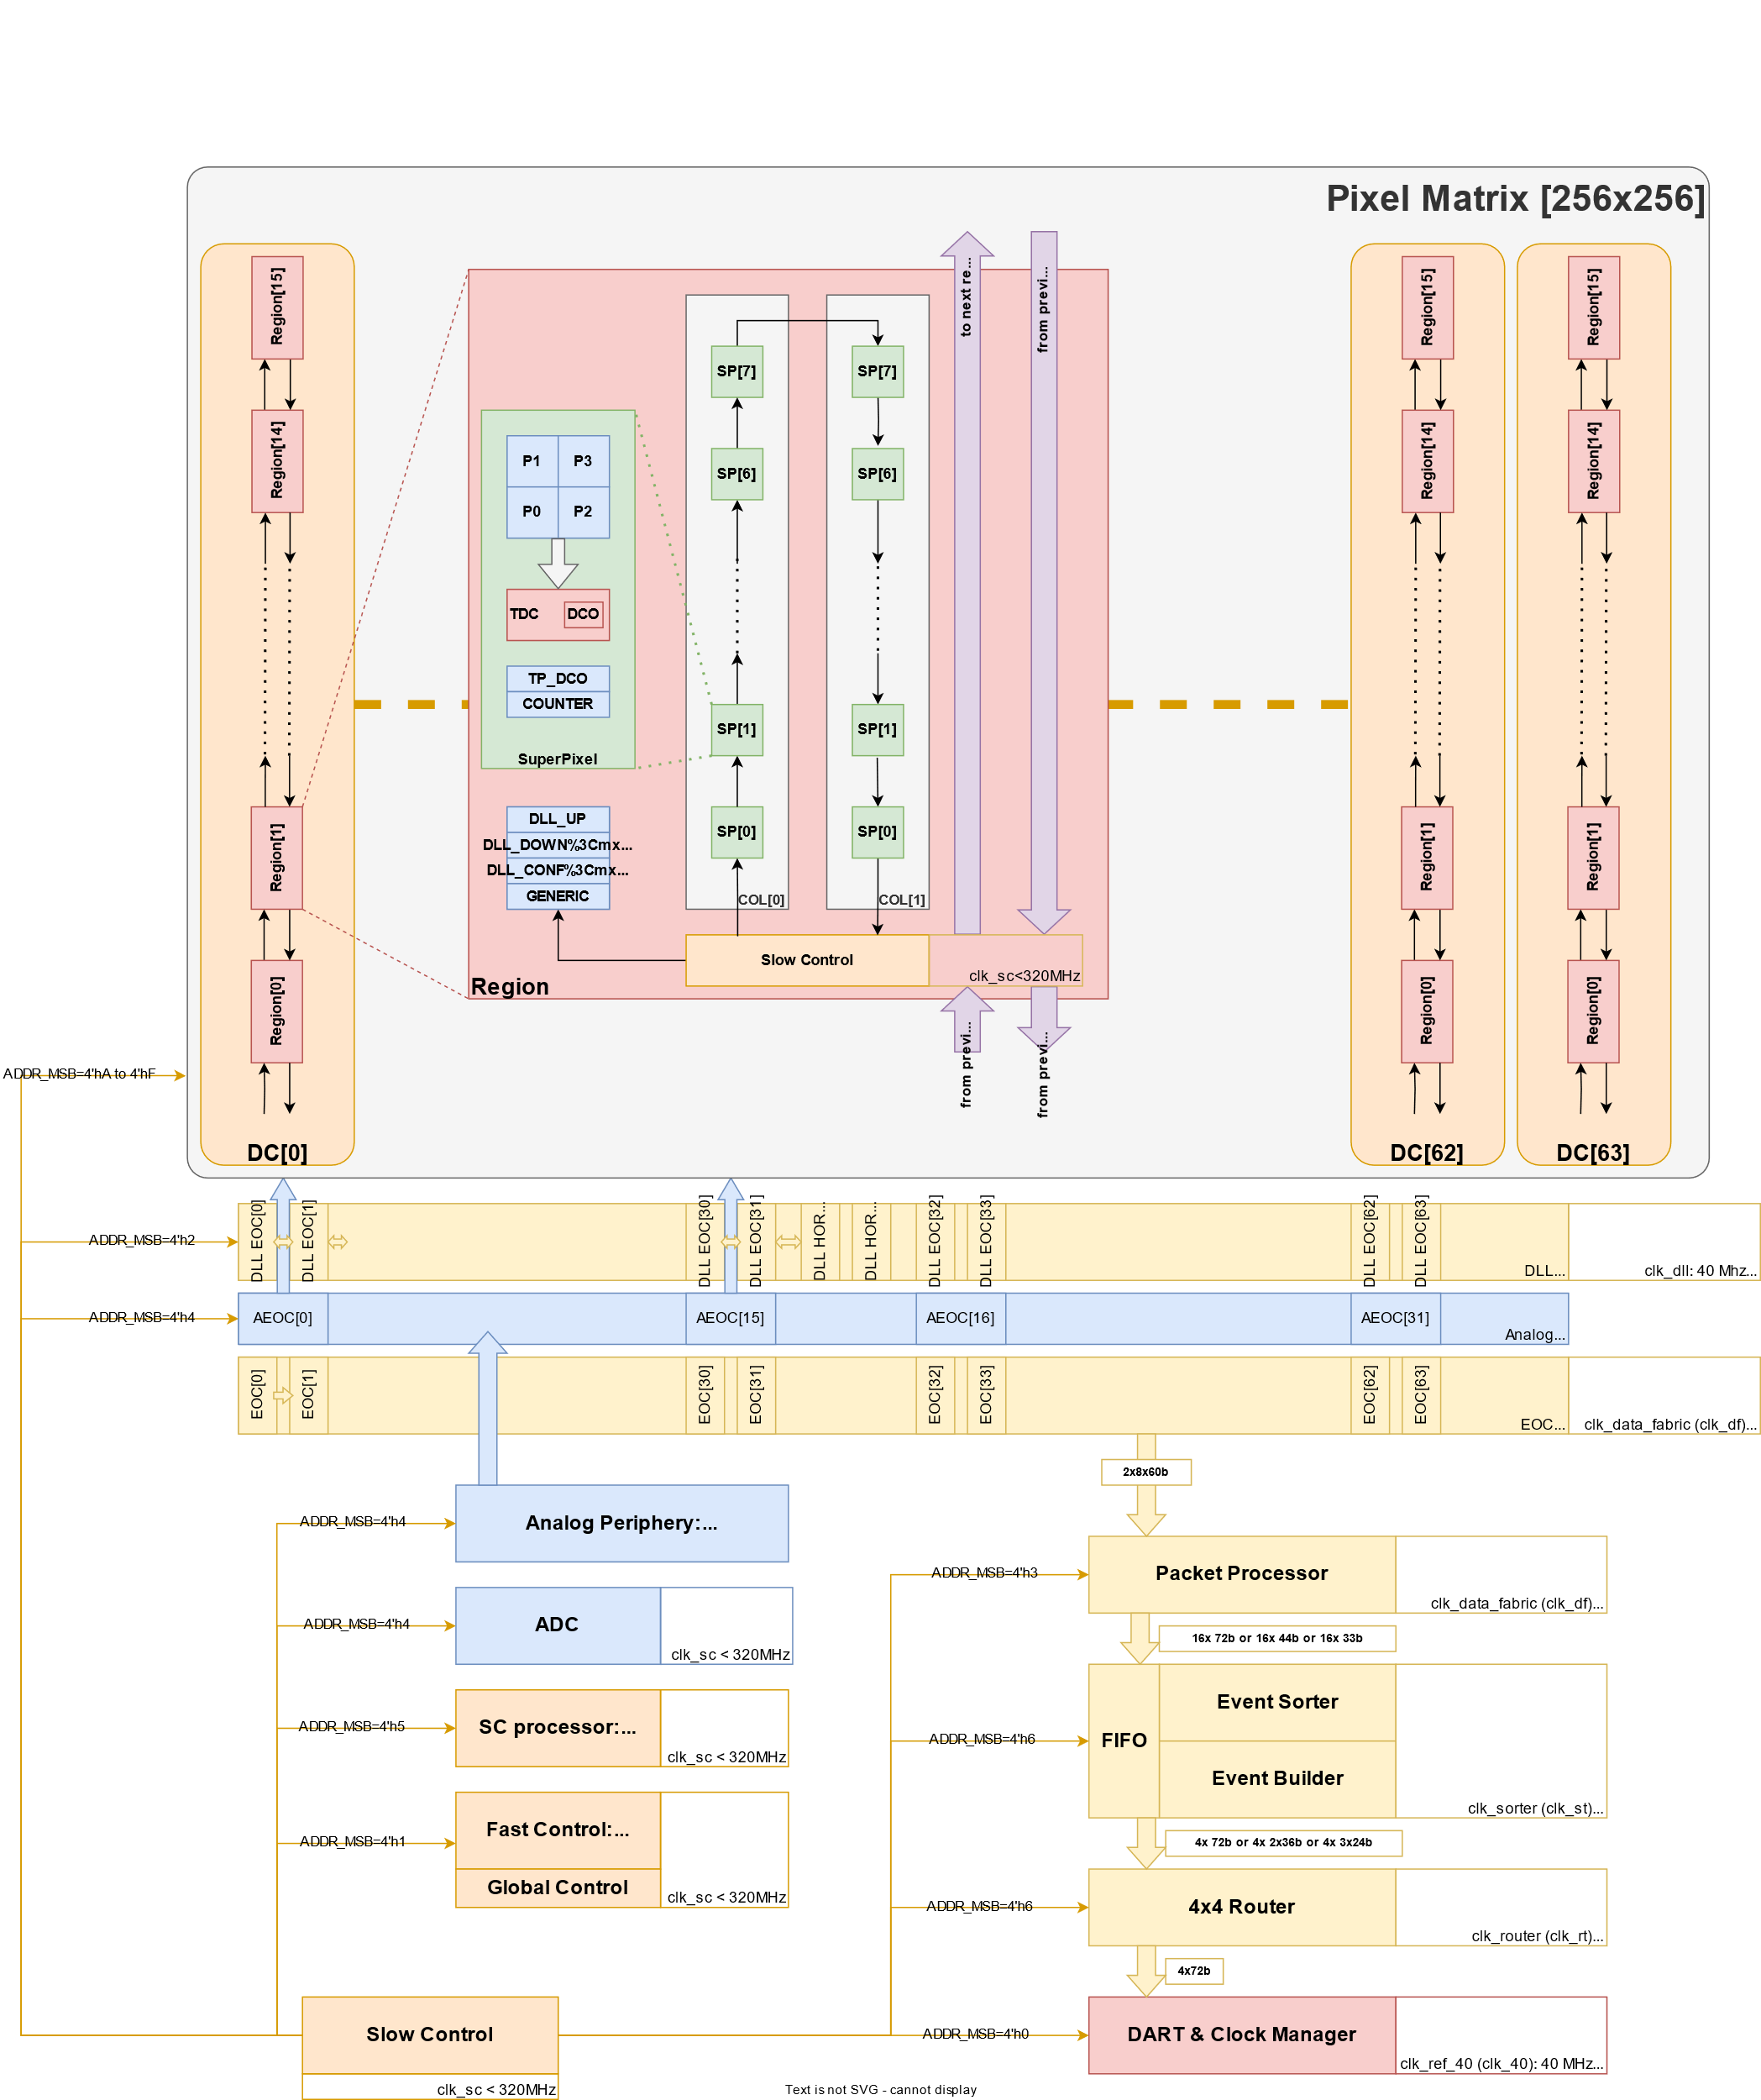 Pixel Matrix [256x256]
Region[15]
Region[14]
Region[1]
Region[0]
DC[0]
to next re...
from previ...
SP[7]
SP[7]
SP[6]
SP[6]
SP[1]
SP[1]
SP[0]
SP[0]
COL[0]
COL[1]
P1
P3
P0
P2
TDC
DCO
TP_DCO
COUNTER
SuperPixel
DLL_UP
DLL_DOWN%3Cmx...
DLL_CONF%3Cmx...
GENERIC
Slow Control
clk_sc<320MHz
Region
from previ...
from previ...
Region[15]
Region[14]
Region[1]
Region[0]
DC[62]
Region[15]
Region[14]
Region[1]
Region[0]
DC[63]
ADDR_MSB=4'hA to 4'hF
ADDR_MSB=4'h2
DLL EOC[0]
DLL EOC[1]
DLL EOC[30]
DLL EOC[31]
DLL HOR...
DLL HOR...
DLL EOC[32]
DLL EOC[33]
DLL EOC[62]
DLL EOC[63]
DLL...
clk_dll: 40 Mhz...
ADDR_MSB=4'h4
AEOC[0]
AEOC[15]
AEOC[16]
AEOC[31]
Analog...
EOC[0]
EOC[1]
EOC[30]
EOC[31]
EOC[32]
EOC[33]
EOC[62]
EOC[63]
EOC...
clk_data_fabric (clk_df)...
2x8x60b
ADDR_MSB=4'h4
Analog Periphery:...
ADDR_MSB=4'h3
Packet Processor
clk_data_fabric (clk_df)...
ADDR_MSB=4'h4
ADC
clk_sc < 320MHz
16x 72b or 16x 44b or 16x 33b
ADDR_MSB=4'h5
SC processor:...
clk_sc < 320MHz
ADDR_MSB=4'h6
FIFO
Event Sorter
Event Builder
clk_sorter (clk_st)...
ADDR_MSB=4'h1
Fast Control:...
Global Control
clk_sc < 320MHz
4x 72b or 4x 2x36b or 4x 3x24b
ADDR_MSB=4'h6
4x4 Router
clk_router (clk_rt)...
4x72b
Slow Control
clk_sc < 320MHz
ADDR_MSB=4'h0
DART & Clock Manager
clk_ref_40 (clk_40): 40 MHz...
Text is not SVG - cannot display